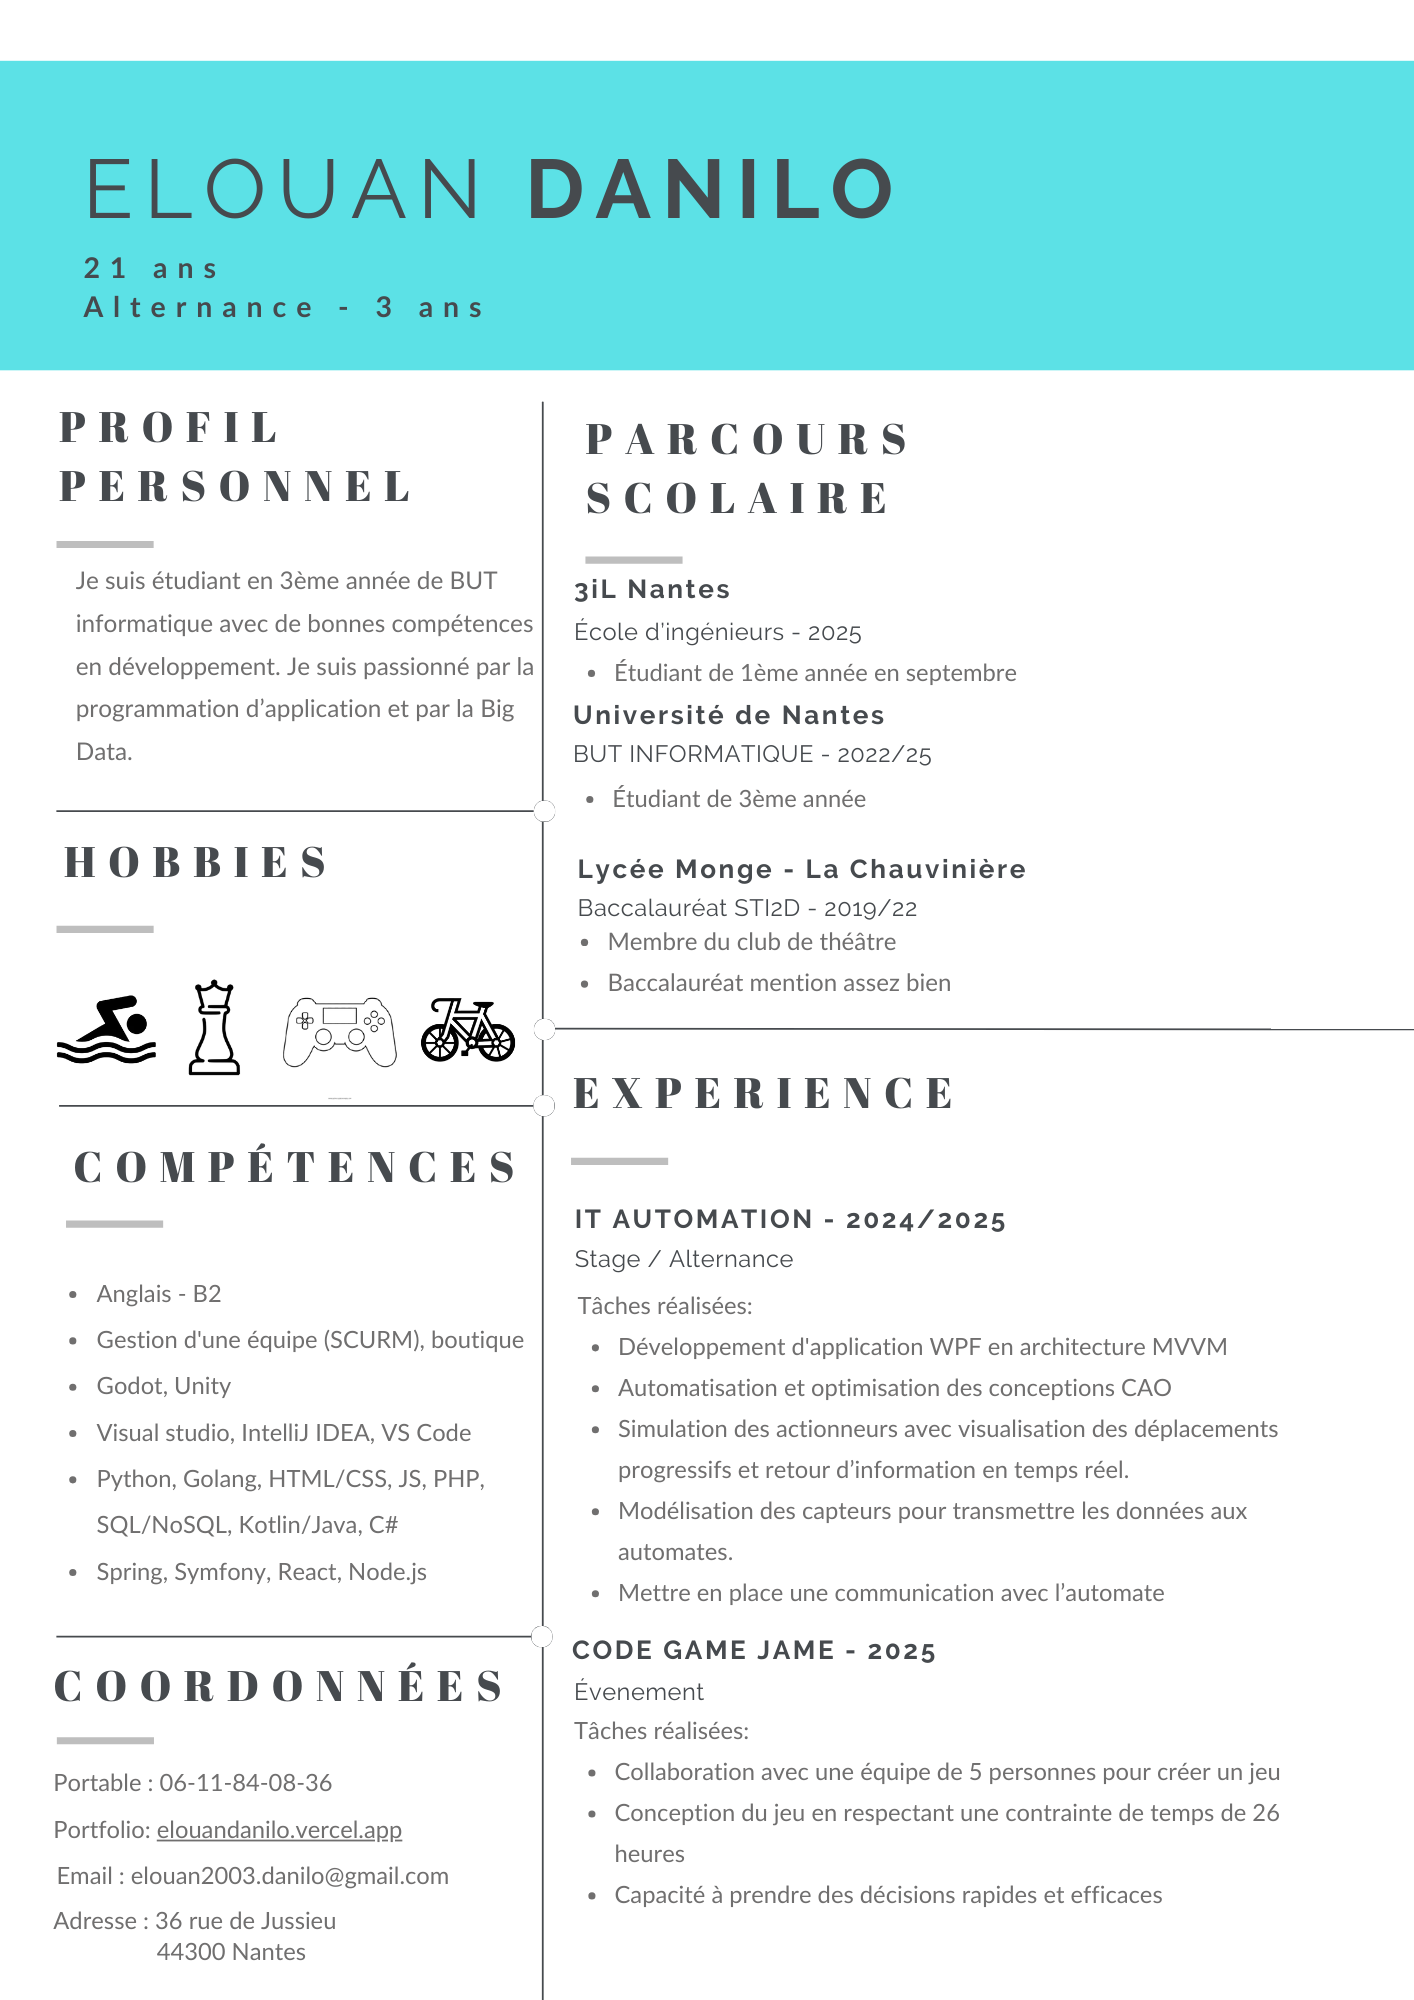 ELOUAN DANILO
21 ans
Alternance - 3 ans
PROFIL
PERSONNEL
Je suis étudiant en 3ème année de BUT
informatique avec de bonnes compétences
en développement. Je suis passionné par la
programmation d’application et par la Big
Data.
HOBBIES
COMPÉTENCES
• Anglais - B2
• Gestion d'une équipe (SCURM), boutique
• Godot, Unity
• Visual studio, IntelliJ IDEA, VS Code
• Python, Golang, HTML/CSS, JS, PHP,
SQL/NoSQL, Kotlin/Java, C#
• Spring, Symfony, React, Node.js
COORDONNÉES
Portable : 06-11-84-08-36
Portfolio: elouandanilo.vercel.app
Email : elouan2003.danilo@gmail.com
Adresse : 36 rue de Jussieu
44300 Nantes
PARCOURS
SCOLAIRE
3iL Nantes
École d’ingénieurs - 2025
• Étudiant de 1ème année en septembre
Université de Nantes
BUT INFORMATIQUE - 2022/25
• Étudiant de 3ème année
Lycée Monge - La Chauvinière
Baccalauréat STI2D - 2019/22
• Membre du club de théâtre
• Baccalauréat mention assez bien
EXPERIENCE
IT AUTOMATION - 2024/2025
Stage / Alternance
Tâches réalisées:
• Développement d'application WPF en architecture MVVM
• Automatisation et optimisation des conceptions CAO
• Simulation des actionneurs avec visualisation des déplacements
progressifs et retour d’information en temps réel.
• Modélisation des capteurs pour transmettre les données aux
automates.
• Mettre en place une communication avec l’automate
CODE GAME JAME - 2025
Évenement
Tâches réalisées:
• Collaboration avec une équipe de 5 personnes pour créer un jeu
• Conception du jeu en respectant une contrainte de temps de 26
heures
• Capacité à prendre des décisions rapides et efficaces